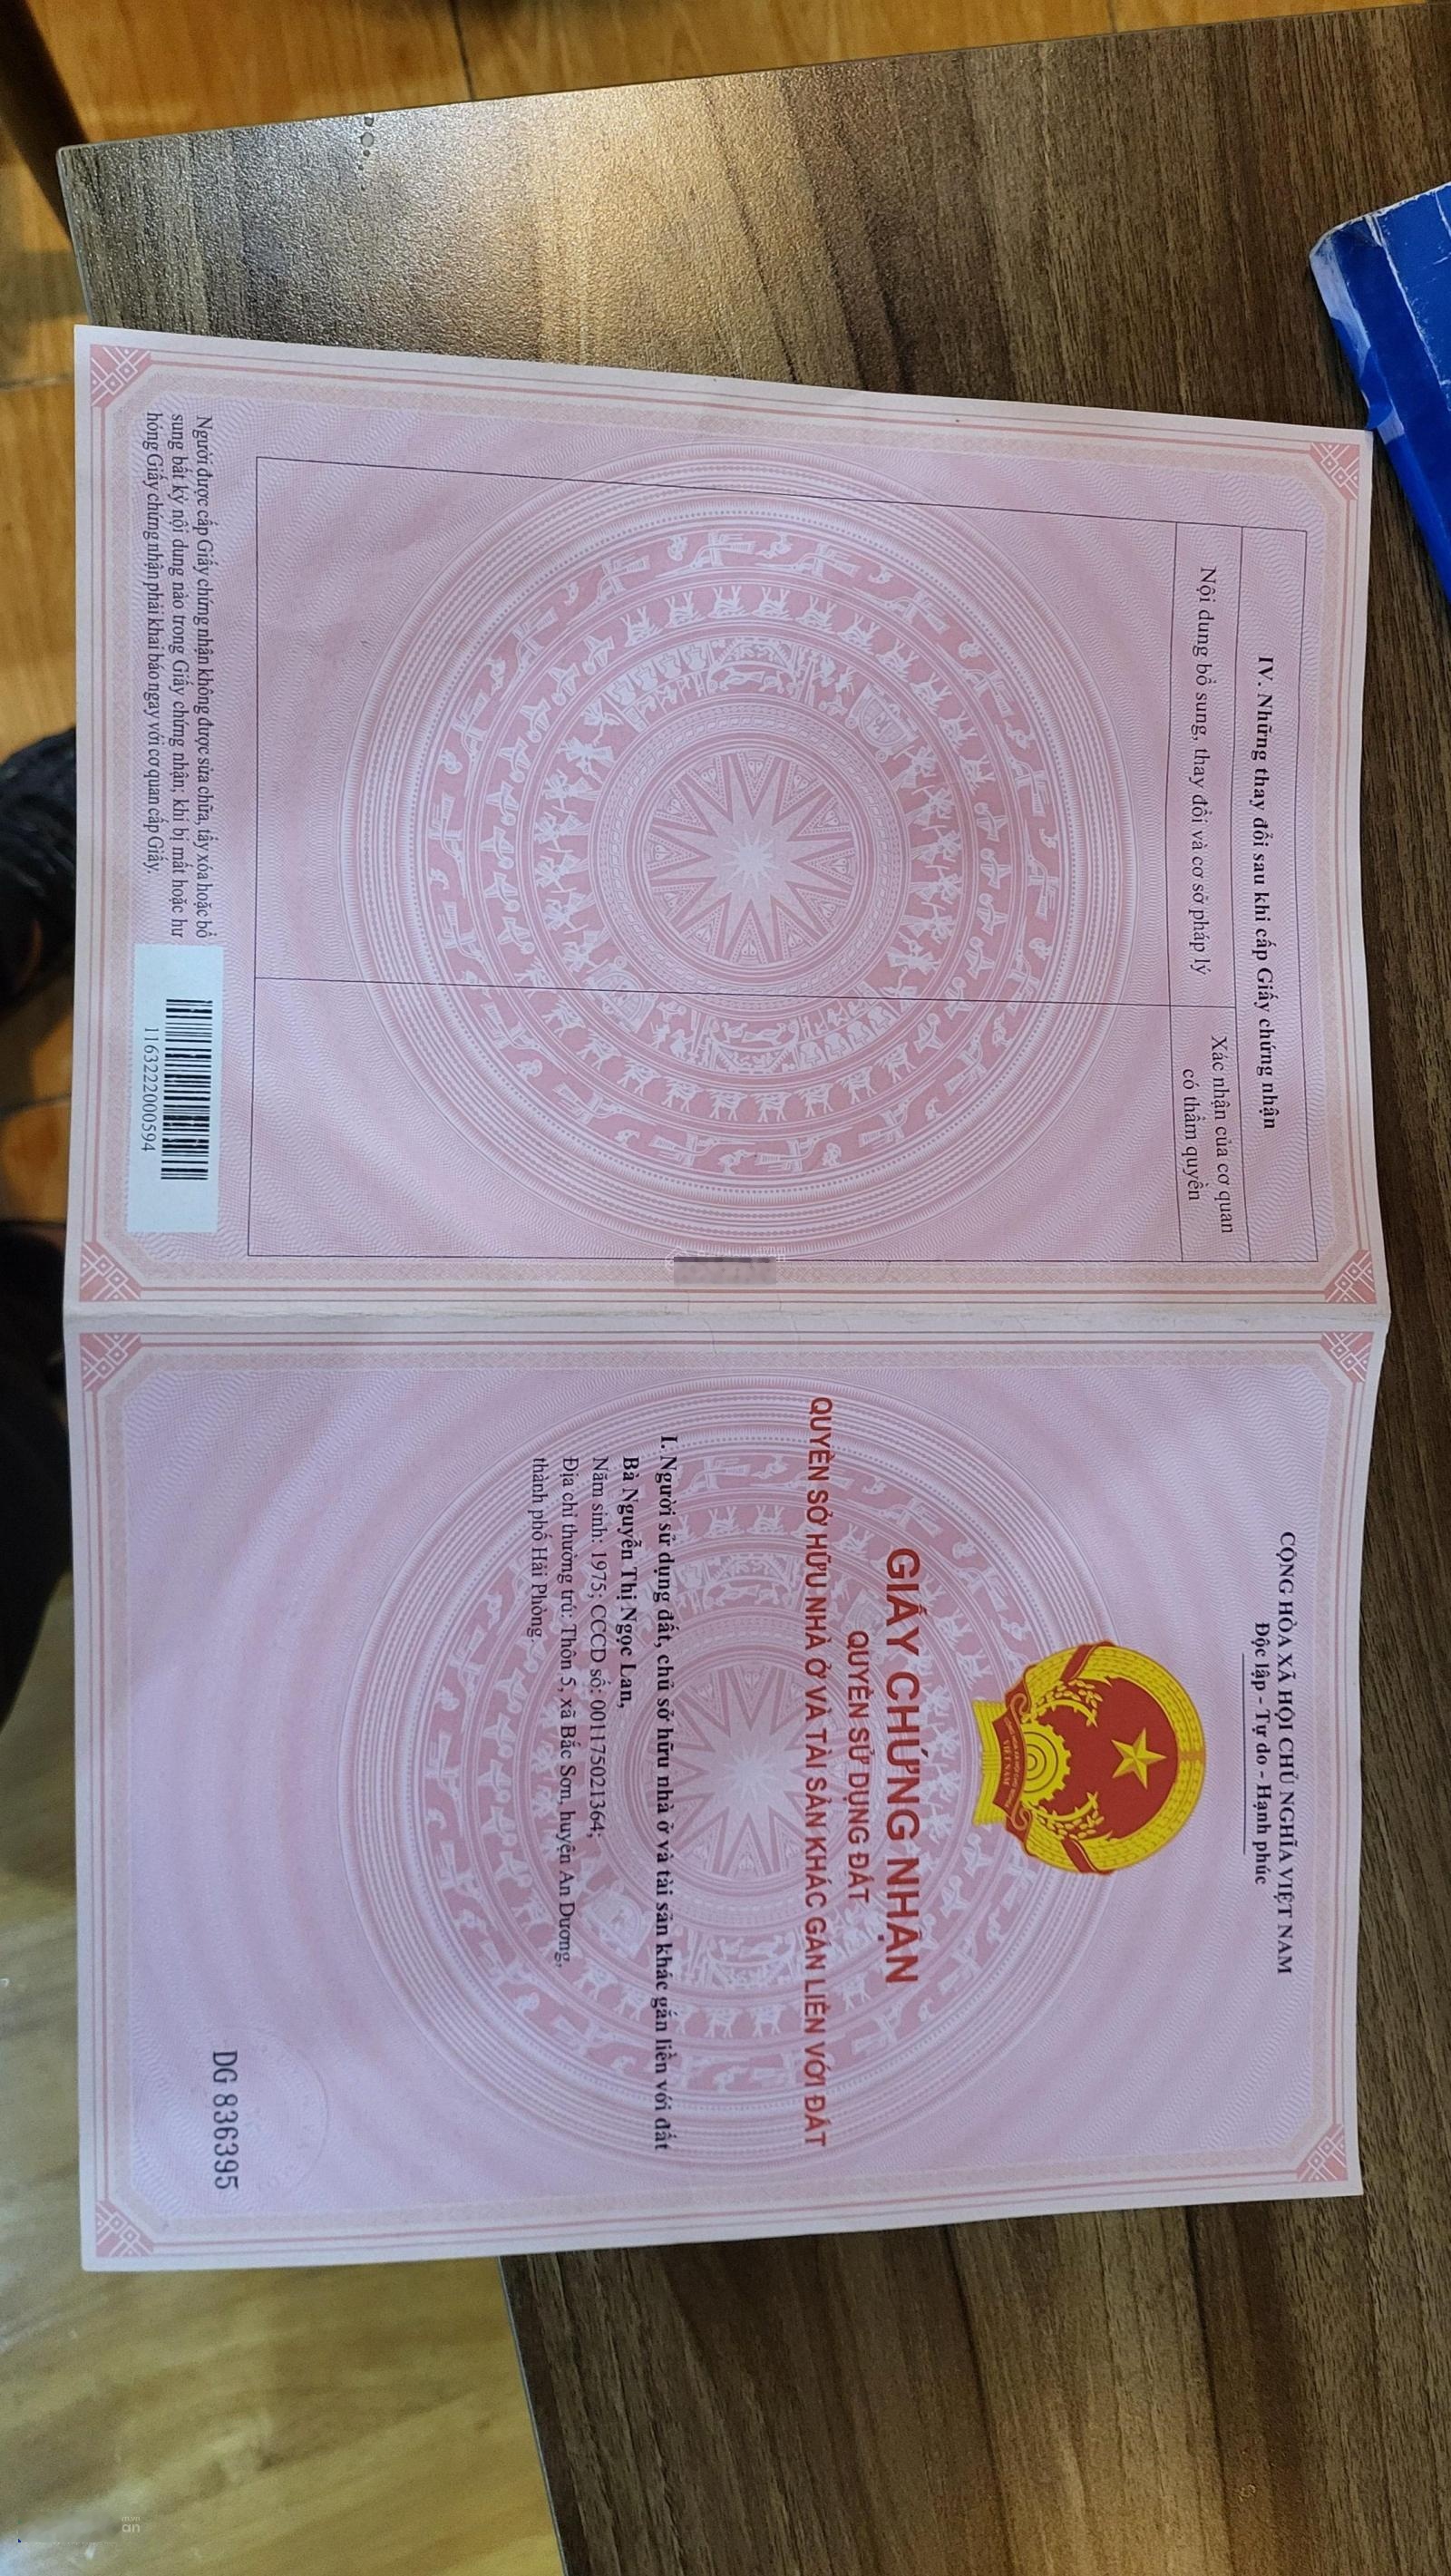 CỘNG HÒA XÃ HỘI CHỦ NGHĨA VIỆT NAM
Độc lập - Tự do - Hạnh phúc
GIẤY CHỨNG NHẬN
QUYỀN SỬ DỤNG ĐẤT
QUYỀN SỞ HỮU NHÀ Ở VÀ TÀI SẢN KHÁC GẮN LIỀN VỚI ĐẤT
I. Người sử dụng đất, chủ sở hữu nhà ở và tài sản khác gắn liền với đất
Bà Nguyễn Thị Ngọc Lan,
Năm sinh: 1975; CCCD số: 001175021364;
Địa chỉ thường trú: Thôn 5, xã Bắc Sơn, huyện An Dương,
thành phố Hải Phòng.
DG 836395
IV. Những thay đổi sau khi cấp Giấy chứng nhận
Nội dung bổ sung, thay đổi và cơ sở pháp lý
Xác nhận của cơ quan
có thẩm quyền
Người được cấp Giấy chứng nhận không được sửa chữa, tẩy xóa hoặc bổ
sung bất kỳ nội dung nào trong Giấy chứng nhận; khi bị mất hoặc hư
hỏng Giấy chứng nhận phải khai báo ngay với cơ quan cấp Giấy.
1163222000594